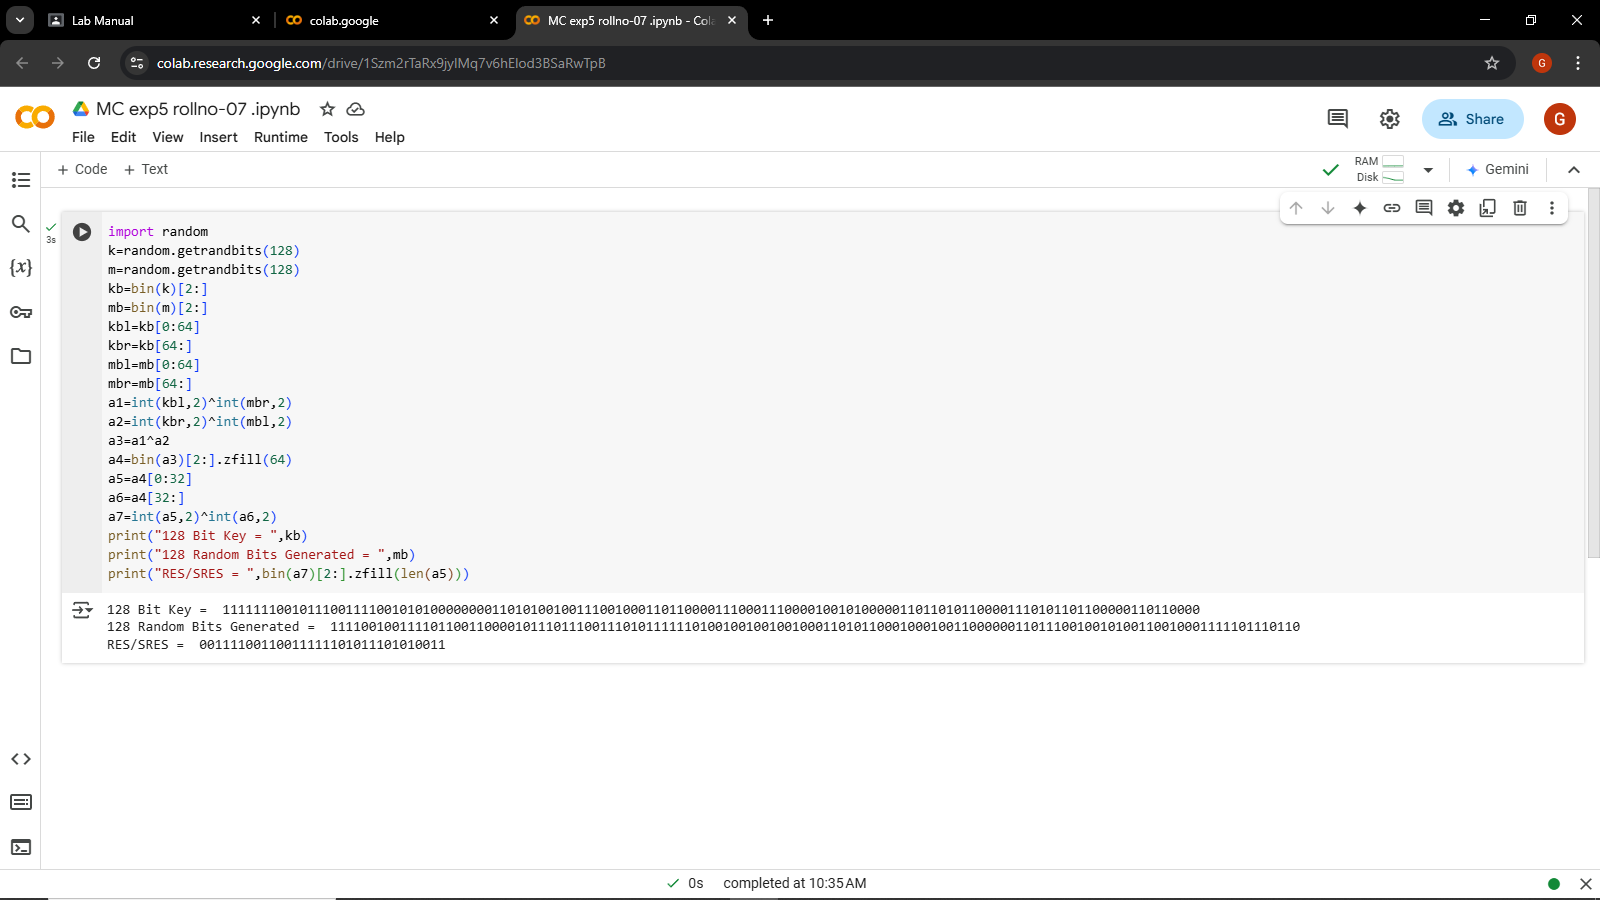 Lab Manual
colab.google
MC exp5 rollno-07 .ipynb - Cola
colab.research.google.com/drive/1Szm2rTaRx9jylMq7v6hElod3BSaRwTpB
G
MC exp5 rollno-07 .ipynb
File Edit View Insert Runtime Tools Help
Share
G
+ Code + Text
RAM
Disk
Gemini
3s
{x}
import random
k=random.getrandbits(128)
m=random.getrandbits(128)
kb=bin(k)[2:]
mb=bin(m)[2:]
kbl=kb[0:64]
kbr=kb[64:]
mbl=mb[0:64]
mbr=mb[64:]
a1=int(kbl,2)^int(mbr,2)
a2=int(kbr,2)^int(mbl,2)
a3=a1^a2
a4=bin(a3)[2:].zfill(64)
a5=a4[0:32]
a6=a4[32:]
a7=int(a5,2)^int(a6,2)
print("128 Bit Key = ",kb)
print("128 Random Bits Generated = ",mb)
print("RES/SRES = ",bin(a7)[2:].zfill(len(a5)))
128 Bit Key =
128 Random Bits Generated =
RES/SRES =  00111100110011111101011101010011
0s completed at 10:35 AM